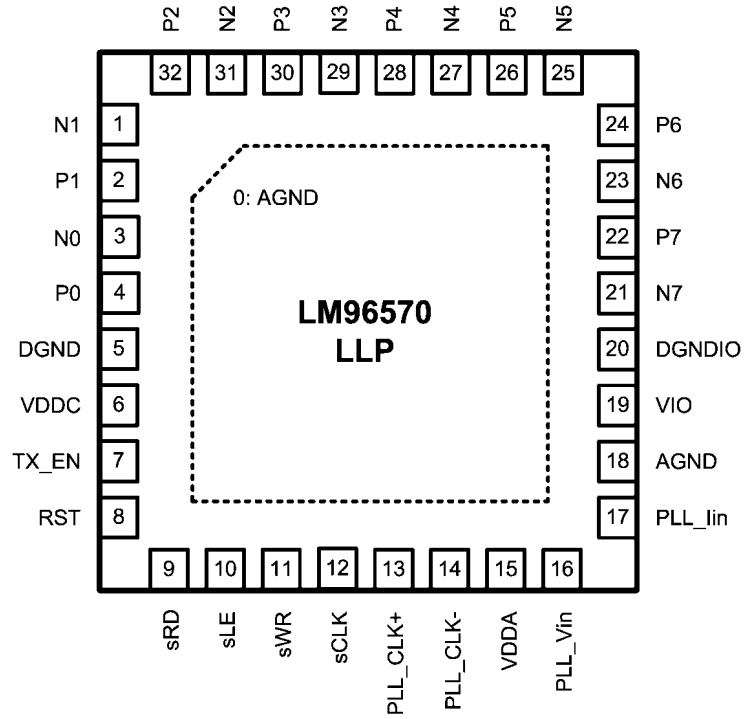 P2 N2 P3 N3 P4 N4 P5 N5
32 31 30 29 28 27 26 25
N1 1 24 P6
P1 2 23 N6
0: AGND
N0 3 22 P7
P0 4 21 N7
LM96570
LLP
DGND 5 20 DGNDIO
VDDC 6 19 VIO
TX_EN 7 18 AGND
RST 8 17 PLL_Iin
9 10 11 12 13 14 15 16
sRD sLE sWR sCLK PLL_CLK+ PLL_CLK- VDDA PLL_Vin